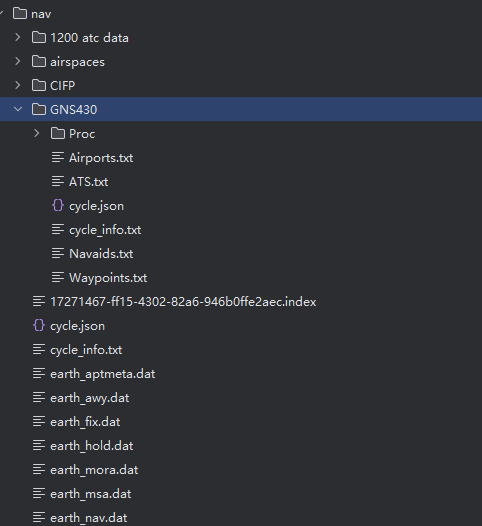 nav
1200 atc data
airspaces
CIFP
GNS430
Proc
Airports.txt
ATS.txt
cycle.json
cycle_info.txt
Navaids.txt
Waypoints.txt
17271467-ff15-4302-82a6-946b0ffe2aec.index
cycle.json
cycle_info.txt
earth_aptmeta.dat
earth_awy.dat
earth_fix.dat
earth_hold.dat
earth_mora.dat
earth_msa.dat
earth_nav.dat